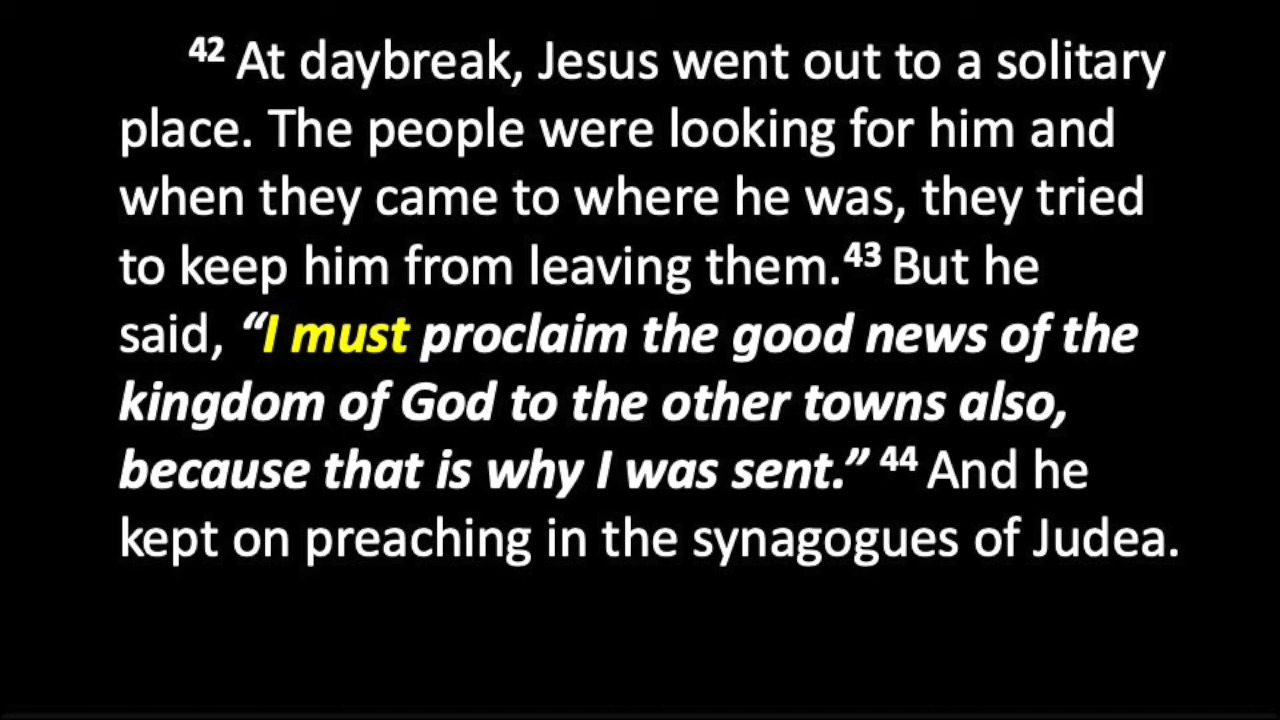 42 At daybreak, Jesus went out to a solitary
place. The people were looking for him and
when they came to where he was, they tried
to keep him from leaving them.43 But he
said, “I must proclaim the good news of the
kingdom of God to the other towns also,
because that is why I was sent.” 44 And he
kept on preaching in the synagogues of Judea.